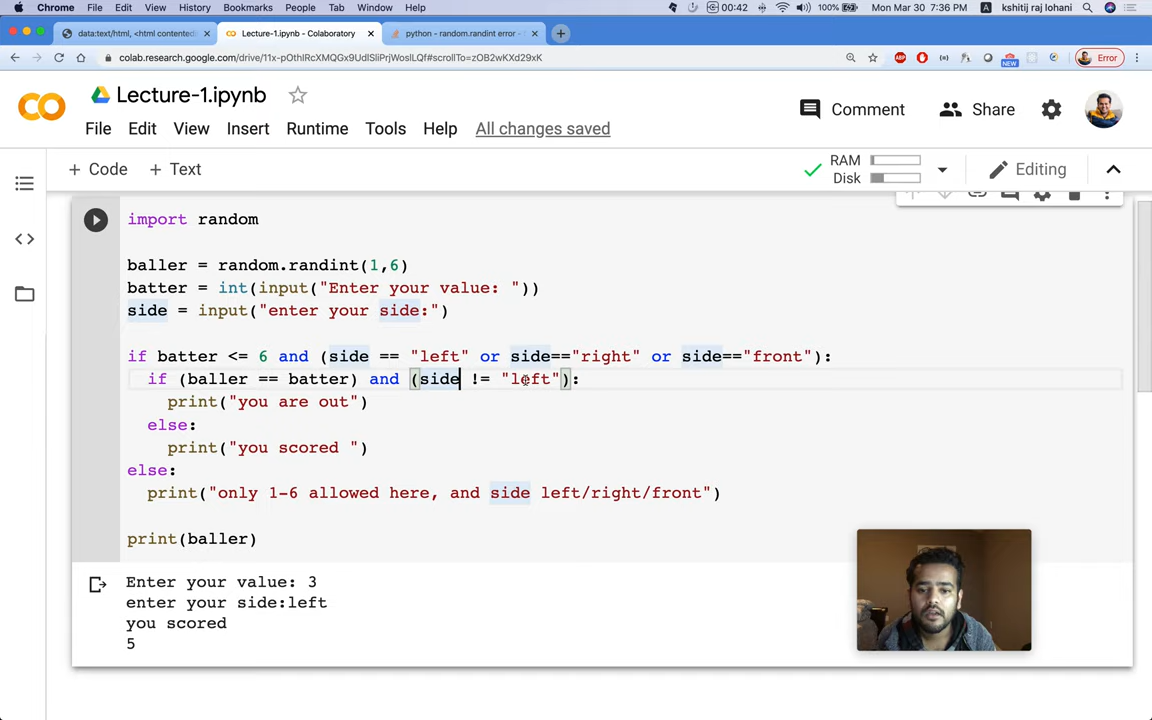 Chrome File Edit View History Bookmarks People Tab Window Help 00:42 100% Mon Mar 30 7:36 PM A kshitij raj lohani
data:text/html, <html contented Lecture-1.ipynb - Colaboratory python - random.randint error -
colab.research.google.com/drive/11x-pOthlRcXMQGx9UdlSliPrjWoslLQf#scrollTo=zOB2wKXd29xK ABP NEW Error
Lecture-1.ipynb
Comment Share
File Edit View Insert Runtime Tools Help All changes saved
+ Code + Text RAM Disk Editing
import random
baller = random.randint(1,6)
batter = int(input("Enter your value: "))
side = input("enter your side:")
if batter <= 6 and (side == "left" or side=="right" or side=="front"):
if (baller == batter) and (side != "left"):
print("you are out")
else:
print("you scored ")
else:
print("only 1-6 allowed here, and side left/right/front")
print(baller)
Enter your value: 3
enter your side:left
you scored
5